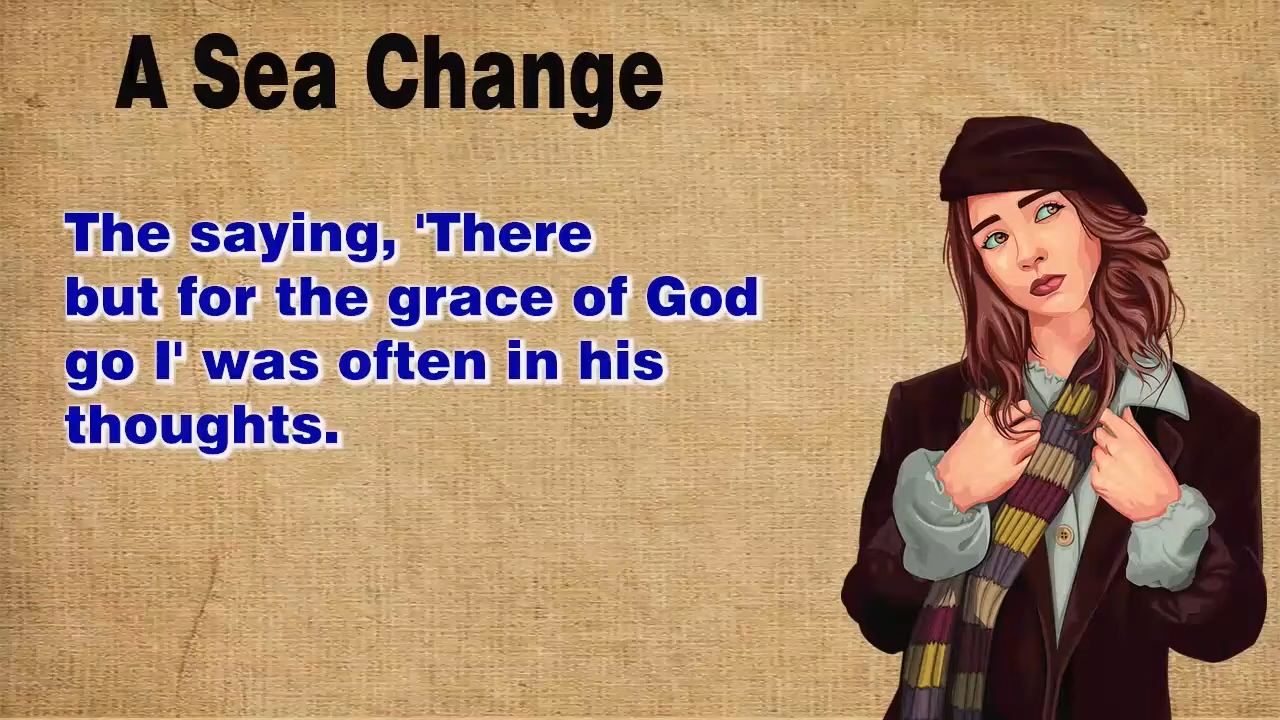 A Sea Change
The saying, 'There
but for the grace of God
go I' was often in his
thoughts.